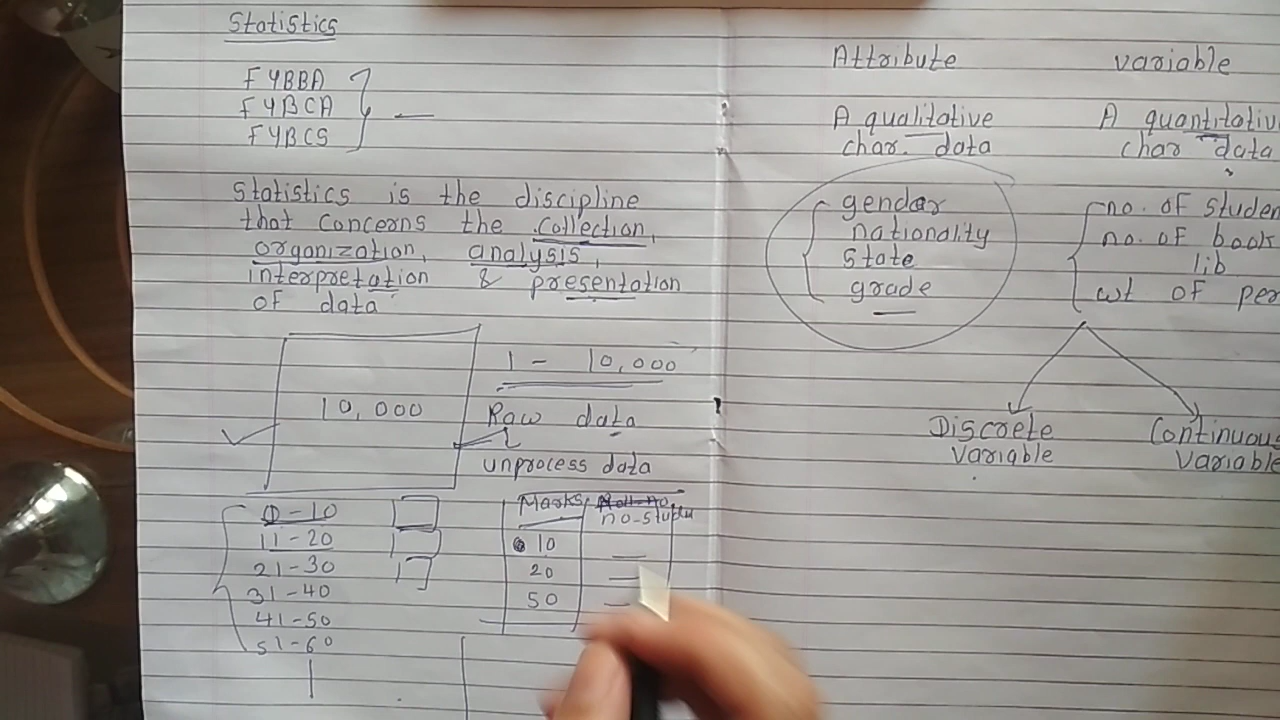 Statistics
FYBBA
FYBCA
FYBCS
Statistics is the discipline
that concerns the collection,
organization, analysis,
interpretation & presentation
of data
10,000
1 - 10,000
Raw data
unprocess data
0-10
11-20
21-30
31-40
41-50
51-60
Marks
10
20
50
Attribute
A qualitative
char. data
gendar
nationality
state
grade
variable
A quantitativ
char data
no. of studen
no. of book
lib
wt of per
Discrete
variable
Continuous
variable